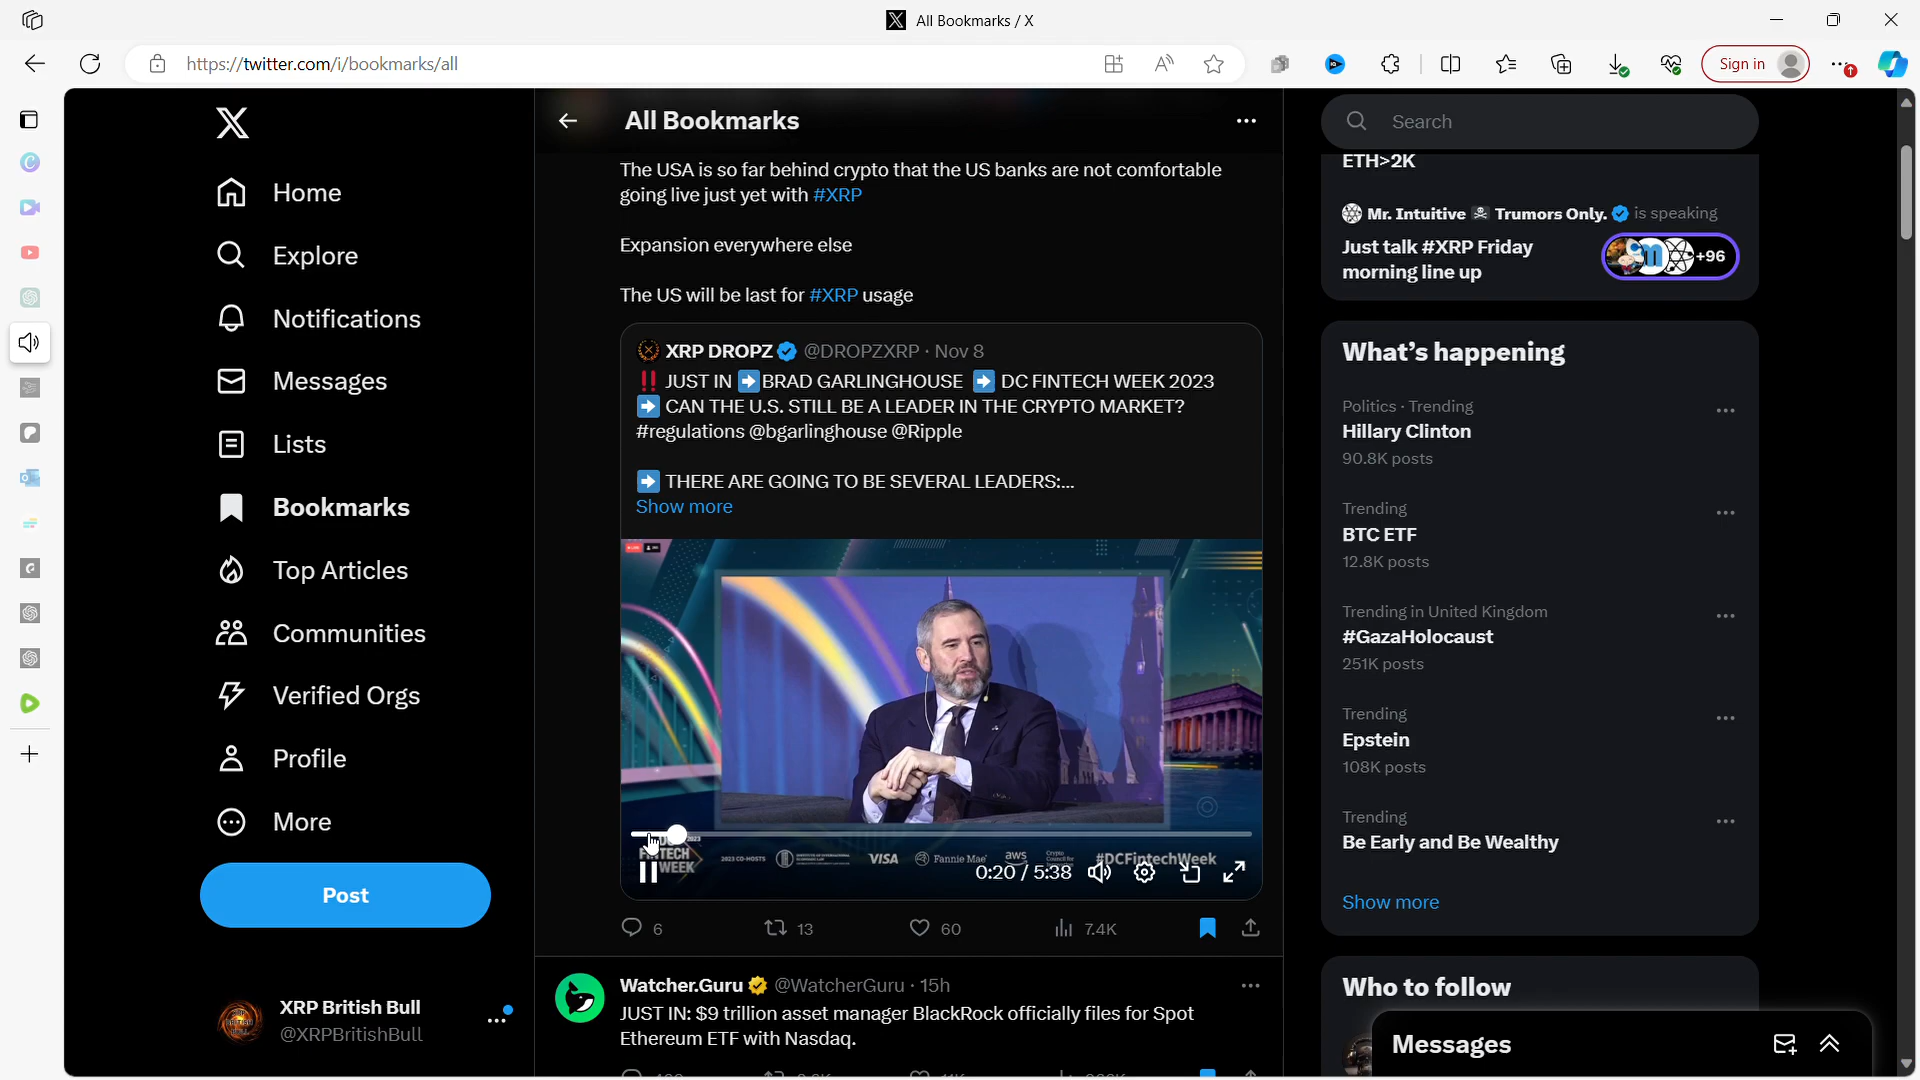 All Bookmarks / X
https://twitter.com/i/bookmarks/all
Sign in
Home
Explore
Notifications
Messages
Lists
Bookmarks
Top Articles
Communities
Verified Orgs
Profile
More
Post
XRP British Bull
@XRPBritishBull
All Bookmarks
The USA is so far behind crypto that the US banks are not comfortable
going live just yet with #XRP
Expansion everywhere else
The US will be last for #XRP usage
XRP DROPZ @DROPZXRP · Nov 8
‼️ JUST IN ➡️BRAD GARLINGHOUSE ➡️ DC FINTECH WEEK 2023
➡️ CAN THE U.S. STILL BE A LEADER IN THE CRYPTO MARKET?
#regulations @bgarlinghouse @Ripple
➡️ THERE ARE GOING TO BE SEVERAL LEADERS:...
Show more
FINTECH
WEEK
2023 CO-HOSTS
VISA
Fannie Mae
aws
#DCFintechWeek
0:20 / 5:38
6
13
60
7.4K
Watcher.Guru @WatcherGuru · 15h
JUST IN: $9 trillion asset manager BlackRock officially files for Spot
Ethereum ETF with Nasdaq.
Search
ETH>2K
Mr. Intuitive ☠ Trumors Only. is speaking
Just talk #XRP Friday
morning line up
+96
What's happening
Politics · Trending
Hillary Clinton
90.8K posts
Trending
BTC ETF
12.8K posts
Trending in United Kingdom
#GazaHolocaust
251K posts
Trending
Epstein
108K posts
Trending
Be Early and Be Wealthy
Show more
Who to follow
Messages